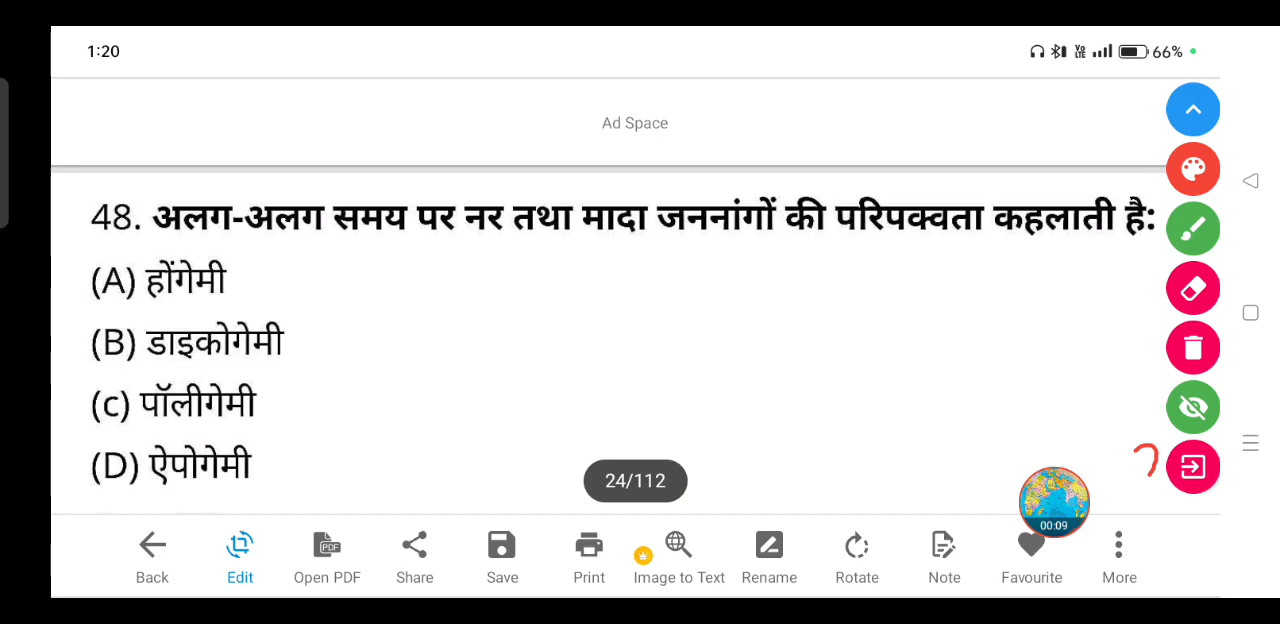 1:20 66%
Ad Space
48. अलग-अलग समय पर नर तथा मादा जननांगों की परिपक्वता कहलाती है:
(A) होंगेमी
(B) डाइकोगेमी
(c) पॉलीगेमी
(D) ऐपोगेमी
24/112
00:09
PDF
Back Edit Open PDF Share Save Print Image to Text Rename Rotate Note Favourite More